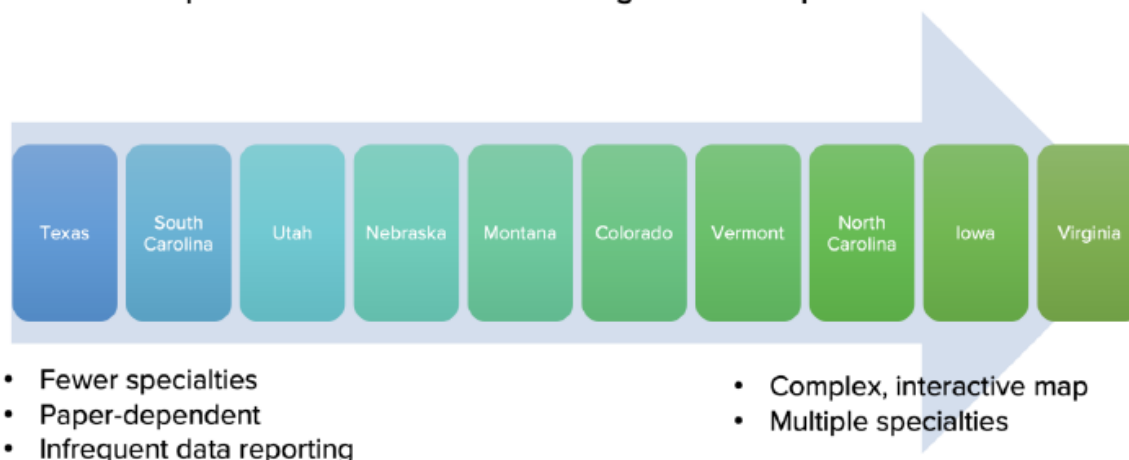 Texas
South
Carolina
Utah
Nebraska
Montana
Colorado
Vermont
North
Carolina
Iowa
Virginia
• Fewer specialties
• Paper-dependent
• Infrequent data reporting
• Complex, interactive map
• Multiple specialties